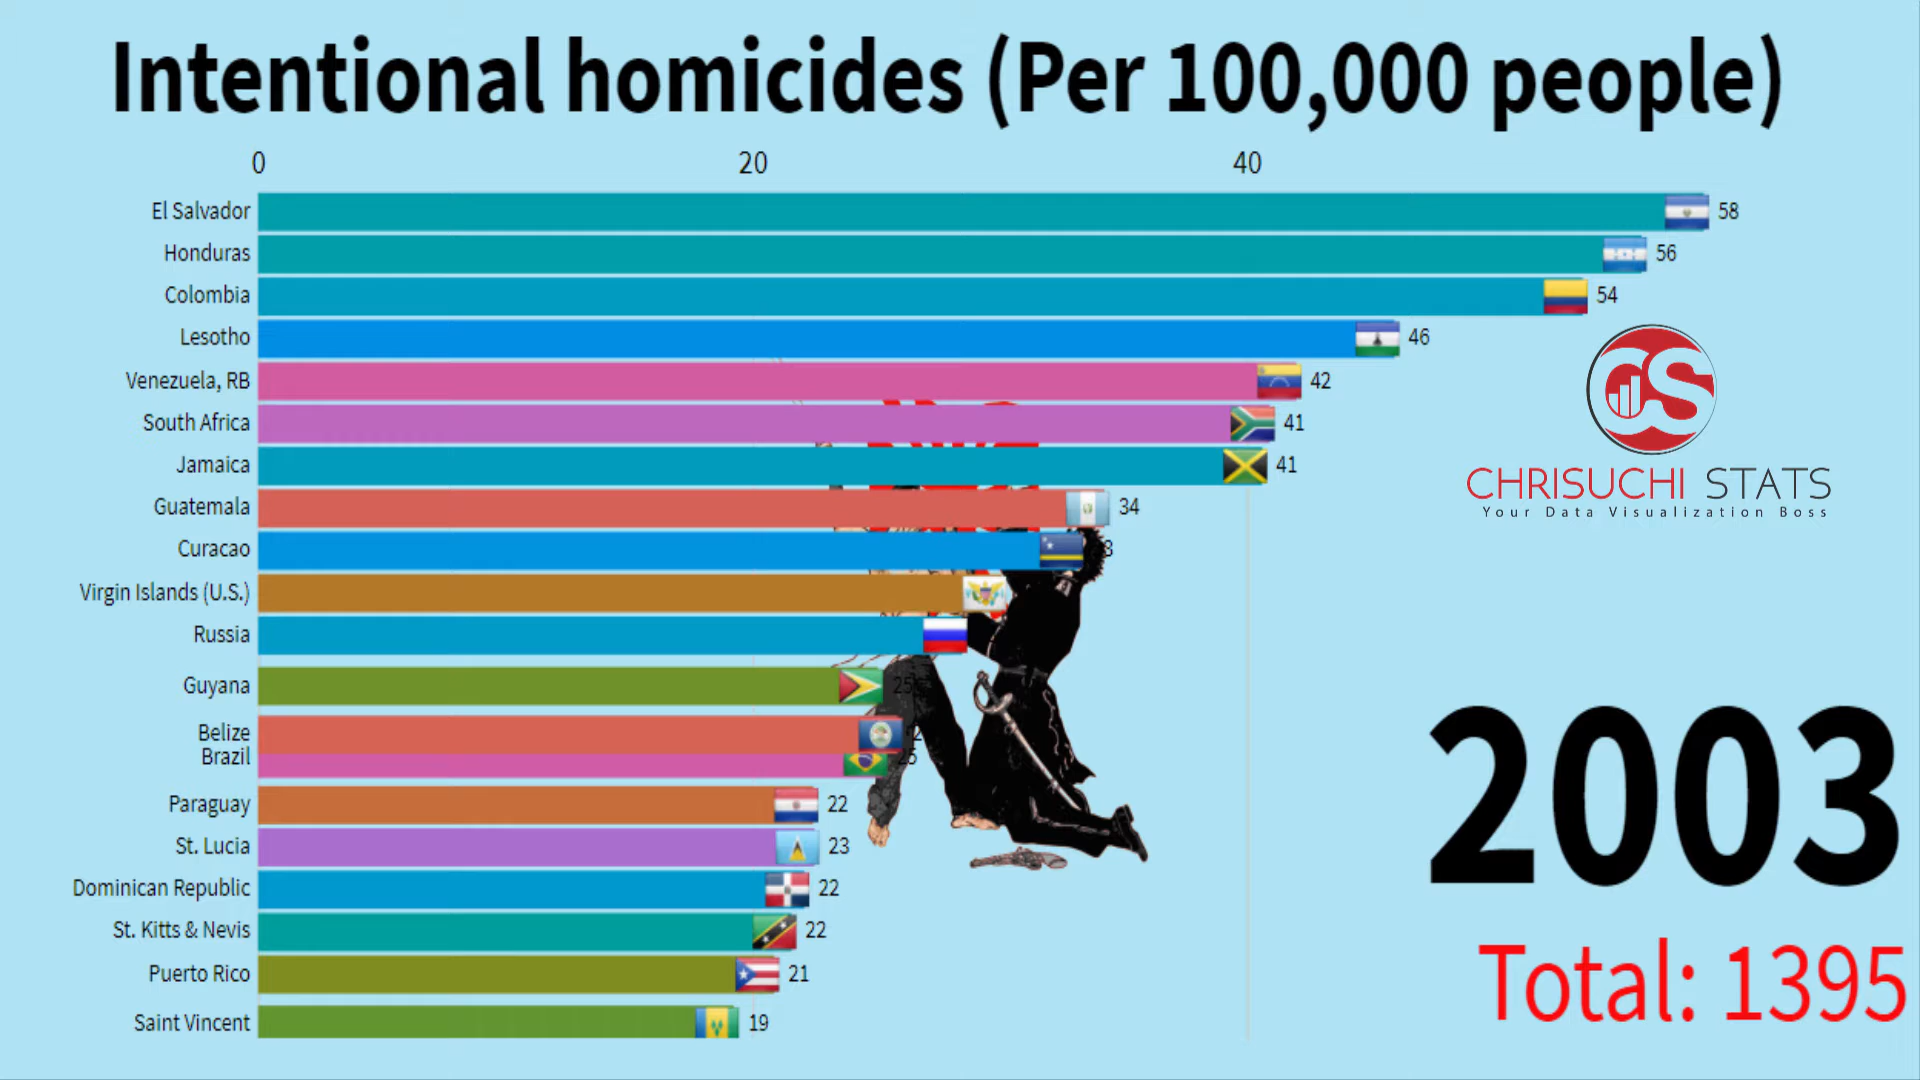 Intentional homicides (Per 100,000 people)
0 20 40
El Salvador 58
Honduras 56
Colombia 54
Lesotho 46
Venezuela, RB 42
South Africa 41
Jamaica 41
Guatemala 34
Curacao
Virgin Islands (U.S.)
Russia
Guyana 25
Belize
Brazil 25
Paraguay 22
St. Lucia 23
Dominican Republic 22
St. Kitts & Nevis 22
Puerto Rico 21
Saint Vincent 19
CS
CHRISUCHI STATS
Your Data Visualization Boss
2003
Total: 1395